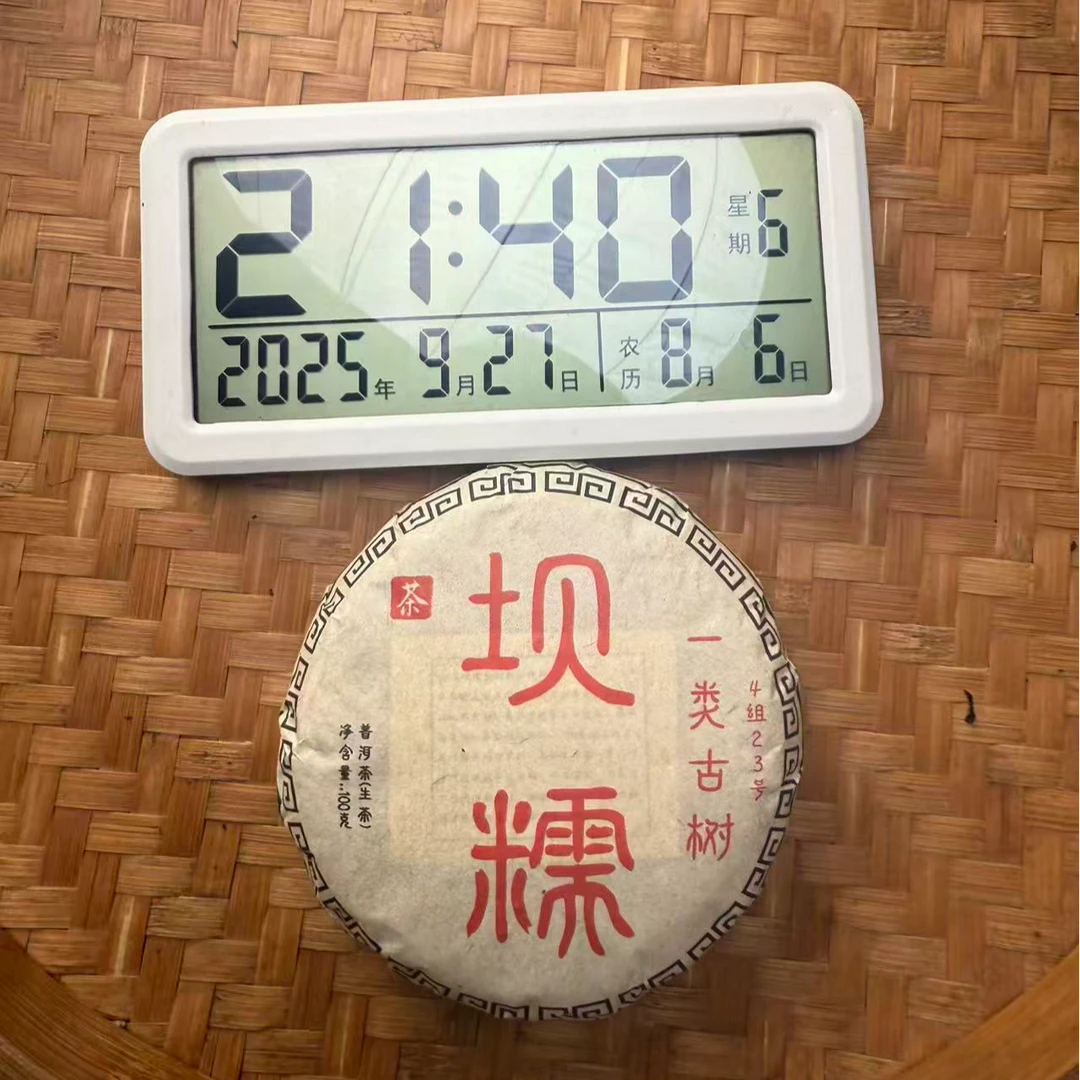 21:40
星期6
2025年9月27日
农历8月6日
茶
坝糯
一类古树
4组23号
普洱茶(生茶)
净含量:100克